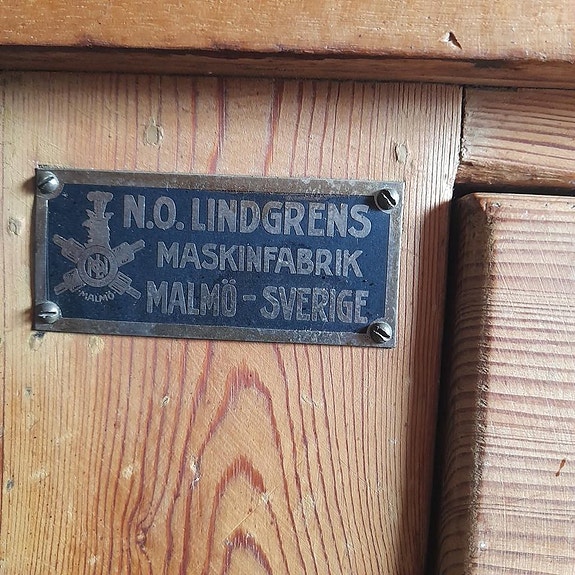 N.O. LINDGRENS
MASKINFABRIK
MALMÖ - SVERIGE
MALMÖ